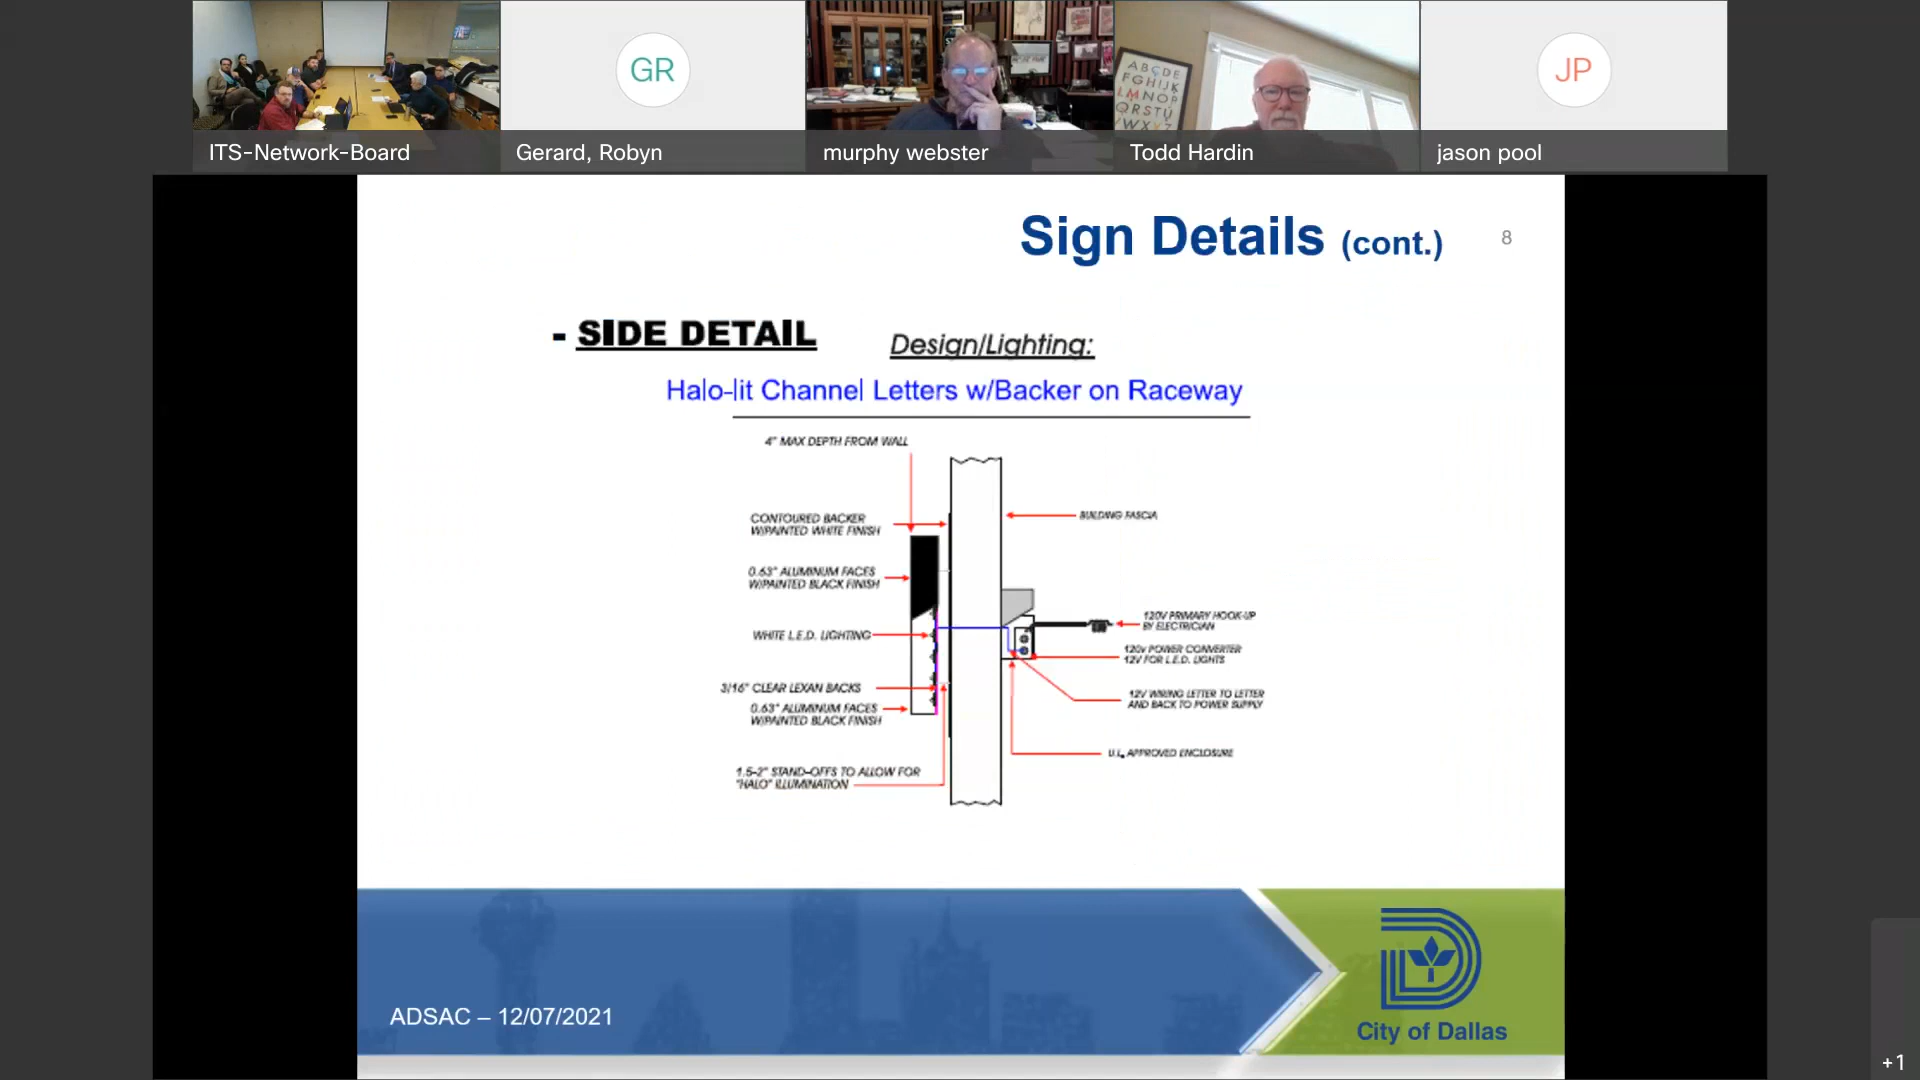 GR
JP
ABCDE
FGHIJK
LMNOP
QRSTU
VWXYZ
ITS-Network-Board
Gerard, Robyn
murphy webster
Todd Hardin
jason pool
Sign Details (cont.)
8
- SIDE DETAIL
Design/Lighting:
Halo-lit Channel Letters w/Backer on Raceway
4" MAX DEPTH FROM WALL
CONTOURED BACKER
W/PAINTED WHITE FINISH
BUILDING FASCIA
0.63" ALUMINUM FACES
W/PAINTED BLACK FINISH
WHITE L.E.D. LIGHTING
3/16" CLEAR LEXAN BACKS
0.63" ALUMINUM FACES
W/PAINTED BLACK FINISH
1.5-2" STAND-OFFS TO ALLOW FOR
"HALO" ILLUMINATION
120V PRIMARY HOOK-UP
BY ELECTRICIAN
120v POWER CONVERTER
12V FOR L.E.D. LIGHTS
12V WIRING LETTER TO LETTER
AND BACK TO POWER SUPPLY
U.L. APPROVED ENCLOSURE
ADSAC – 12/07/2021
City of Dallas
+1